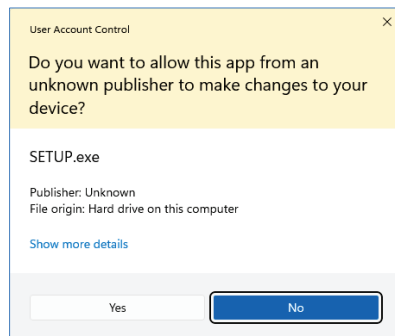 User Account Control
Do you want to allow this app from an
unknown publisher to make changes to your
device?
SETUP.exe
Publisher: Unknown
File origin: Hard drive on this computer
Show more details
Yes
No